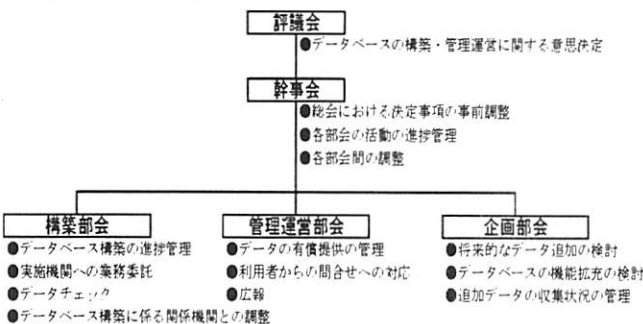 評議会
●データベースの構築・管理運営に関する意思決定
幹事会
●総会における決定事項の事前調整
●各部会の活動の進捗管理
●各部会間の調整
構築部会
●データベース構築の進捗管理
●実施機関への業務委託
●データチェック
●データベース構築に係る関係機関との調整
管理運営部会
●データの有償提供の管理
●利用者からの問合せへの対応
●広報
企画部会
●将来的なデータ追加の検討
●データベースの機能拡充の検討
●追加データの収集状況の管理